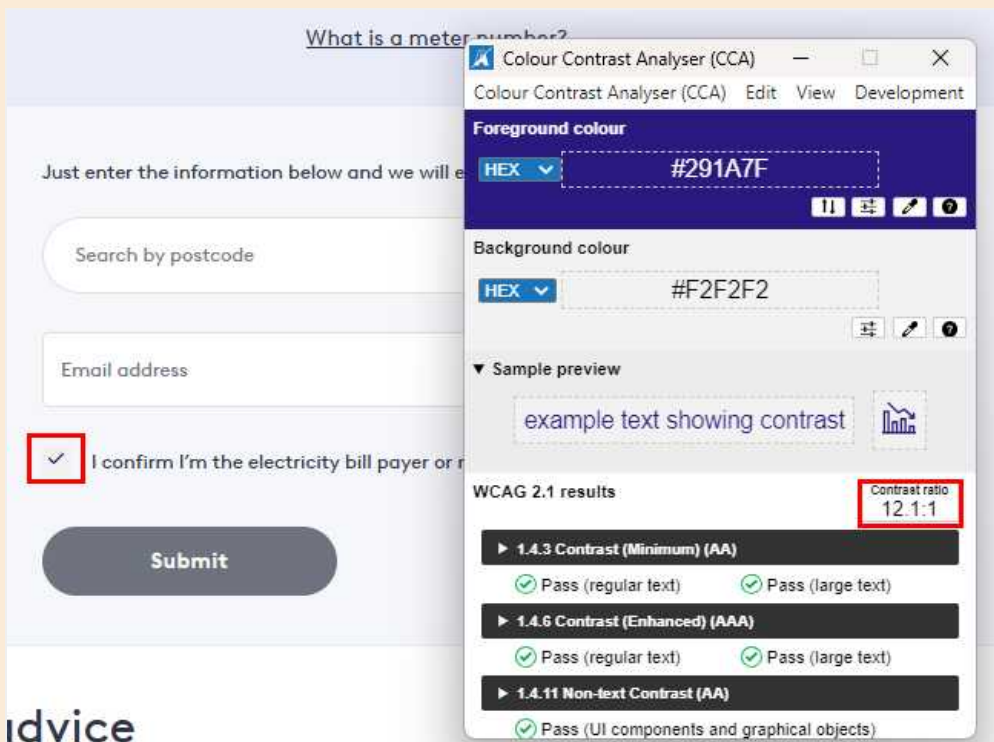 What is a meter number?
Just enter the information below and we will e
Search by postcode
Email address
I confirm I'm the electricity bill payer or
Submit
advice
Colour Contrast Analyser (CCA)
Colour Contrast Analyser (CCA) Edit View Development
Foreground colour
HEX #291A7F
Background colour
HEX #F2F2F2
▼ Sample preview
example text showing contrast
WCAG 2.1 results
Contrast ratio
12.1:1
1.4.3 Contrast (Minimum) (AA)
Pass (regular text) Pass (large text)
1.4.6 Contrast (Enhanced) (AAA)
Pass (regular text) Pass (large text)
1.4.11 Non-text Contrast (AA)
Pass (UI components and graphical objects)